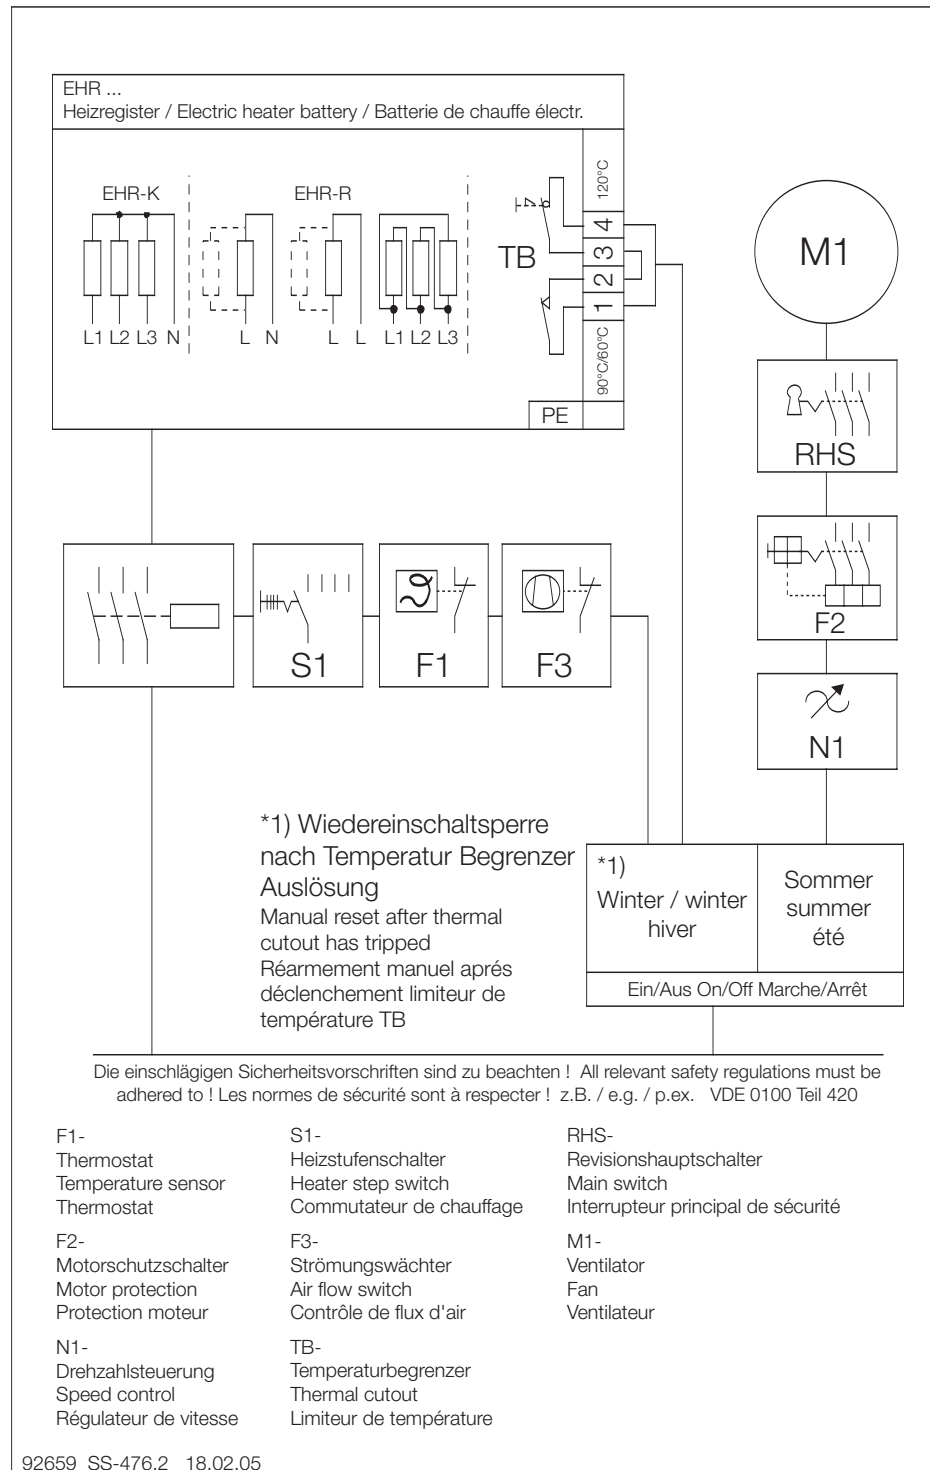 EHR ...
Heizregister / Electric heater battery / Batterie de chauffe électr.
EHR-K
EHR-R
L1 L2 L3 N
L N
L L
L1 L2 L3
TB
120°C
4
3
2
1
90°C/60°C
PE
M1
RHS
F2
N1
S1
F1
F3
*1) Wiedereinschaltsperre
nach Temperatur Begrenzer
Auslösung
Manual reset after thermal
cutout has tripped
Réarmement manuel aprés
déclenchement limiteur de
température TB
*1)
Winter / winter
hiver
Sommer
summer
été
Ein/Aus On/Off Marche/Arrêt
Die einschlägigen Sicherheitsvorschriften sind zu beachten ! All relevant safety regulations must be
adhered to ! Les normes de sécurité sont à respecter ! z.B. / e.g. / p.ex. VDE 0100 Teil 420
F1-
Thermostat
Temperature sensor
Thermostat
S1-
Heizstufenschalter
Heater step switch
Commutateur de chauffage
RHS-
Revisionshauptschalter
Main switch
Interrupteur principal de sécurité
F2-
Motorschutzschalter
Motor protection
Protection moteur
F3-
Strömungswächter
Air flow switch
Contrôle de flux d'air
M1-
Ventilator
Fan
Ventilateur
N1-
Drehzahlsteuerung
Speed control
Régulateur de vitesse
TB-
Temperaturbegrenzer
Thermal cutout
Limiteur de température
92659 SS-476.2 18.02.05